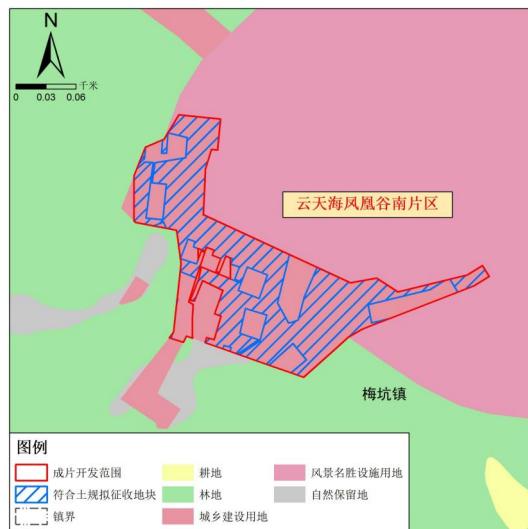 N
千米
0 0.03 0.06
云天海凤凰谷南片区
梅坑镇
图例
成片开发范围 耕地 风景名胜设施用地
符合土规拟征收地块 林地 自然保留地
镇界 城乡建设用地